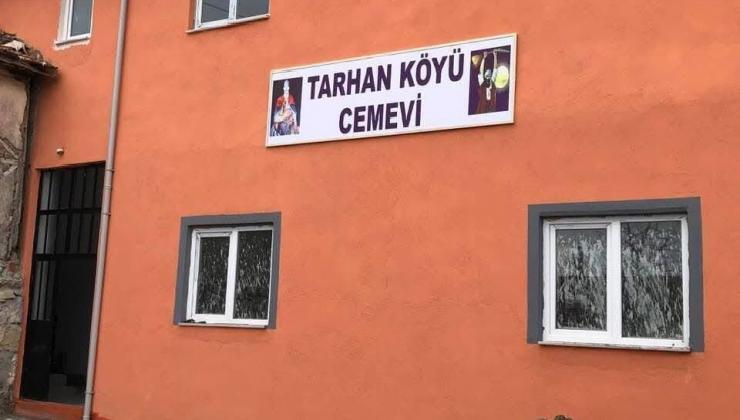 TARHAN KÖYÜ
CEMEVİ